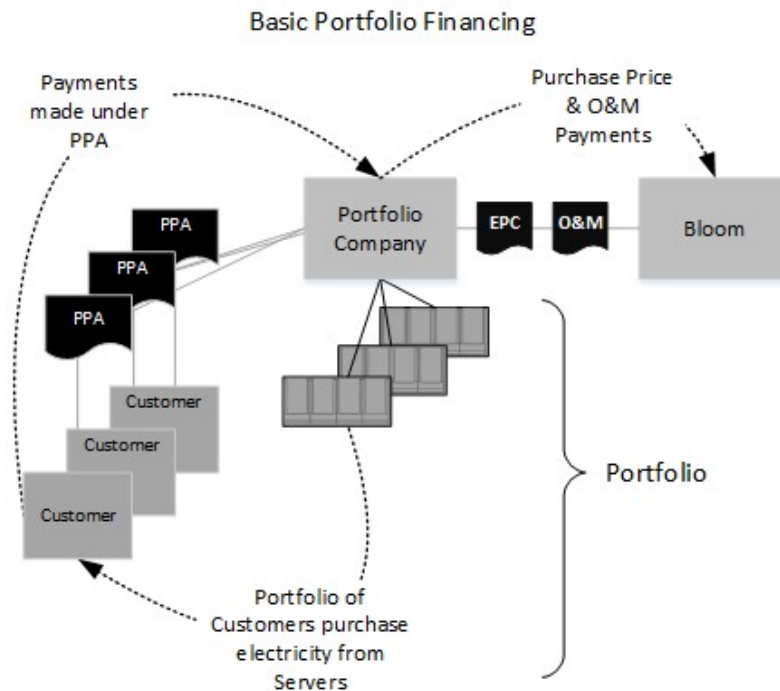 Basic Portfolio Financing
Payments
made under
PPA
Purchase Price
& O&M
Payments
PPA
PPA
PPA
Portfolio
Company
EPC
O&M
Bloom
Customer
Customer
Customer
Portfolio
Portfolio of
Customers purchase
electricity from
Servers